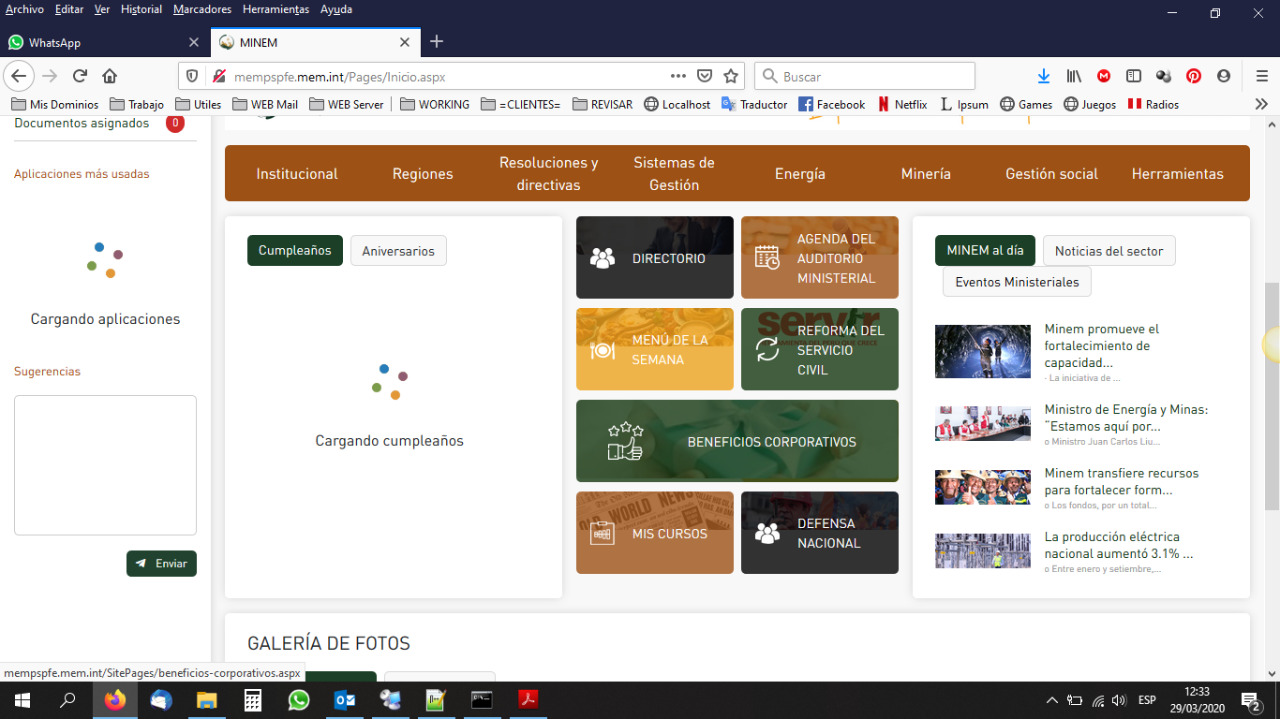 Archivo Editar Ver Historial Marcadores Herramientas Ayuda
WhatsApp
MINEM
mempspfe.mem.int/Pages/Inicio.aspx
Buscar
Mis Dominios Trabajo Utiles WEB Mail WEB Server WORKING =CLIENTES= REVISAR Localhost Traductor Facebook Netflix Ipsum Games Juegos Radios
Documentos asignados 0
Aplicaciones más usadas
Cargando aplicaciones
Sugerencias
Enviar
Institucional
Regiones
Resoluciones y
directivas
Sistemas de
Gestión
Energía
Minería
Gestión social
Herramientas
Cumpleaños
Aniversarios
Cargando cumpleaños
DIRECTORIO
AGENDA DEL
AUDITORIO
MINISTERIAL
MENÚ DE LA
SEMANA
servir
REFORMA DEL
SERVICIO
CIVIL
BENEFICIOS CORPORATIVOS
MIS CURSOS
DEFENSA
NACIONAL
MINEM al día
Noticias del sector
Eventos Ministeriales
Minem promueve el
fortalecimiento de
capacidad...
- La iniciativa de ...
Ministro de Energía y Minas:
“Estamos aquí por...
o Ministro Juan Carlos Liu...
Minem transfiere recursos
para fortalecer form...
o Los fondos, por un total...
La producción eléctrica
nacional aumentó 3.1% ...
o Entre enero y setiembre,...
GALERÍA DE FOTOS
mempspfe.mem.int/SitePages/beneficios-corporativos.aspx
ESP
12:33
29/03/2020
2